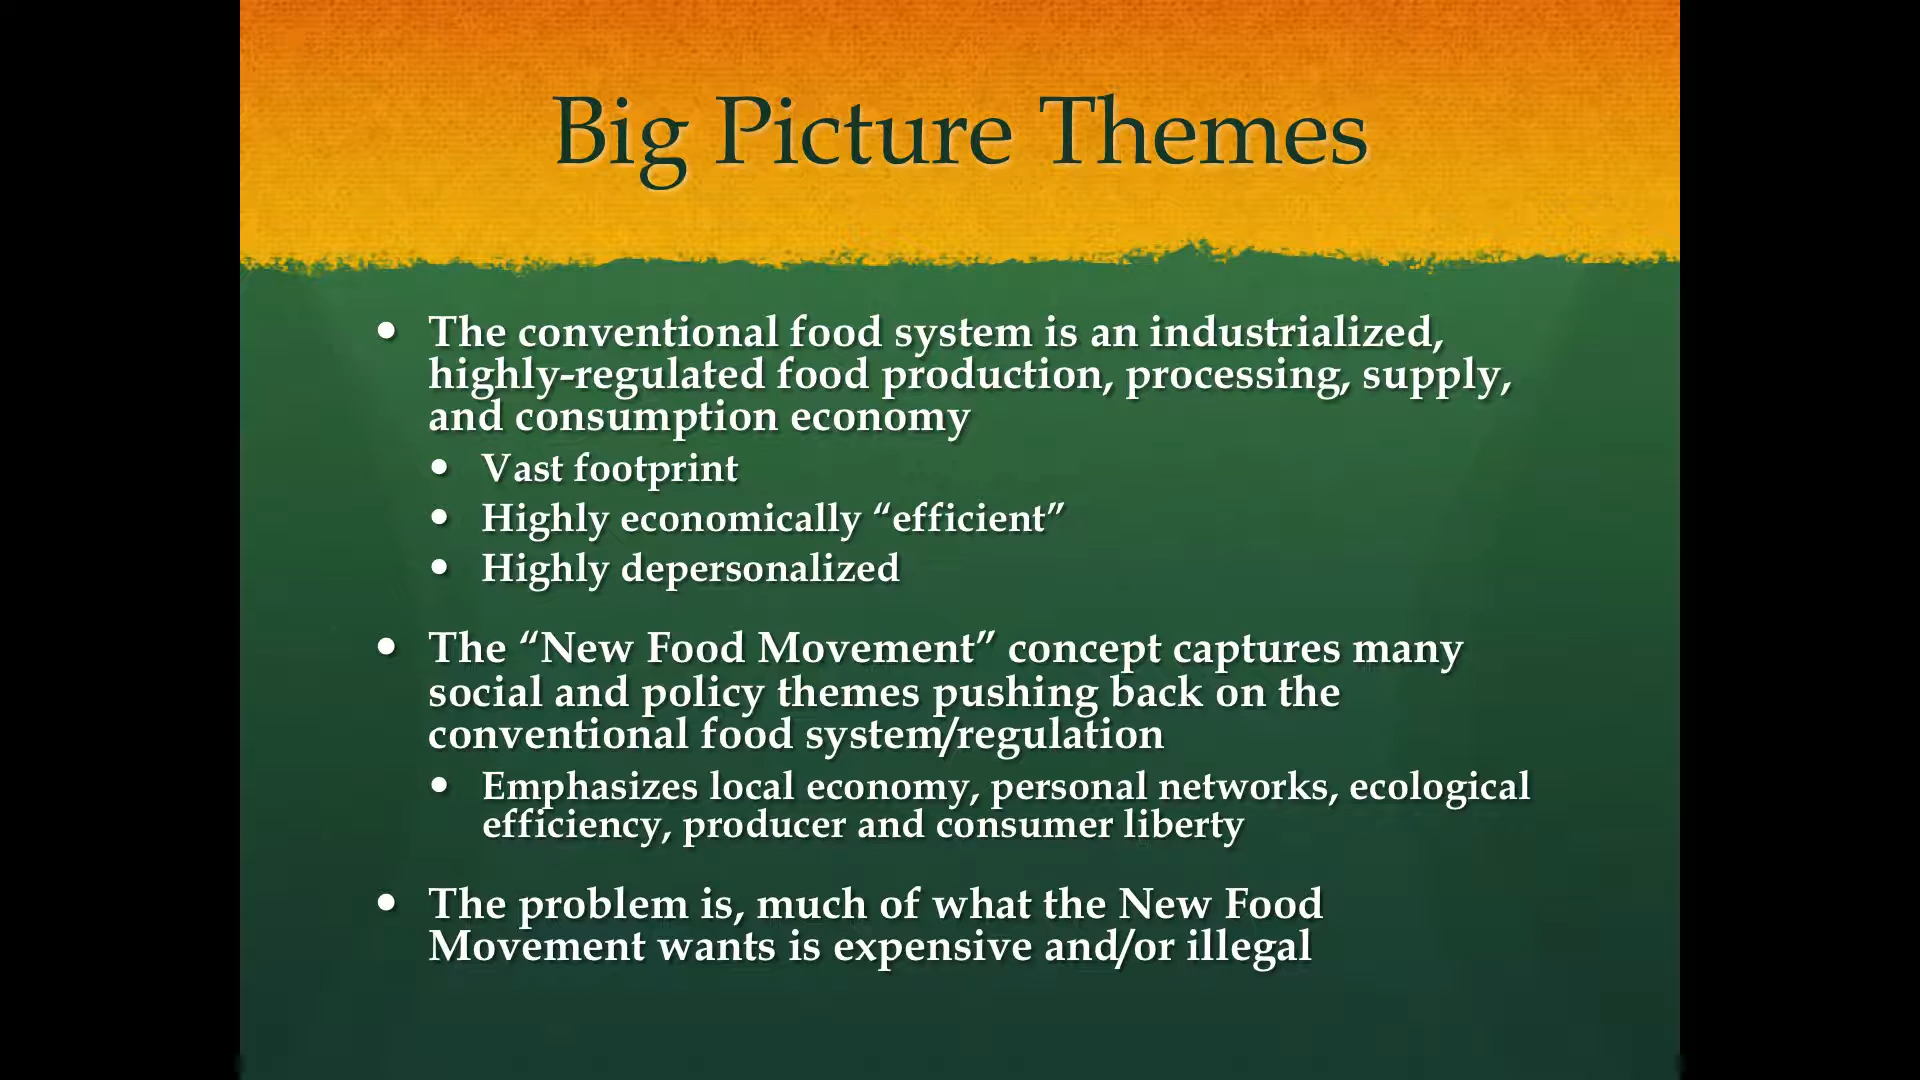 Big Picture Themes
• The conventional food system is an industrialized,
highly-regulated food production, processing, supply,
and consumption economy
• Vast footprint
• Highly economically “efficient”
• Highly depersonalized
• The “New Food Movement” concept captures many
social and policy themes pushing back on the
conventional food system/regulation
• Emphasizes local economy, personal networks, ecological
efficiency, producer and consumer liberty
• The problem is, much of what the New Food
Movement wants is expensive and/or illegal